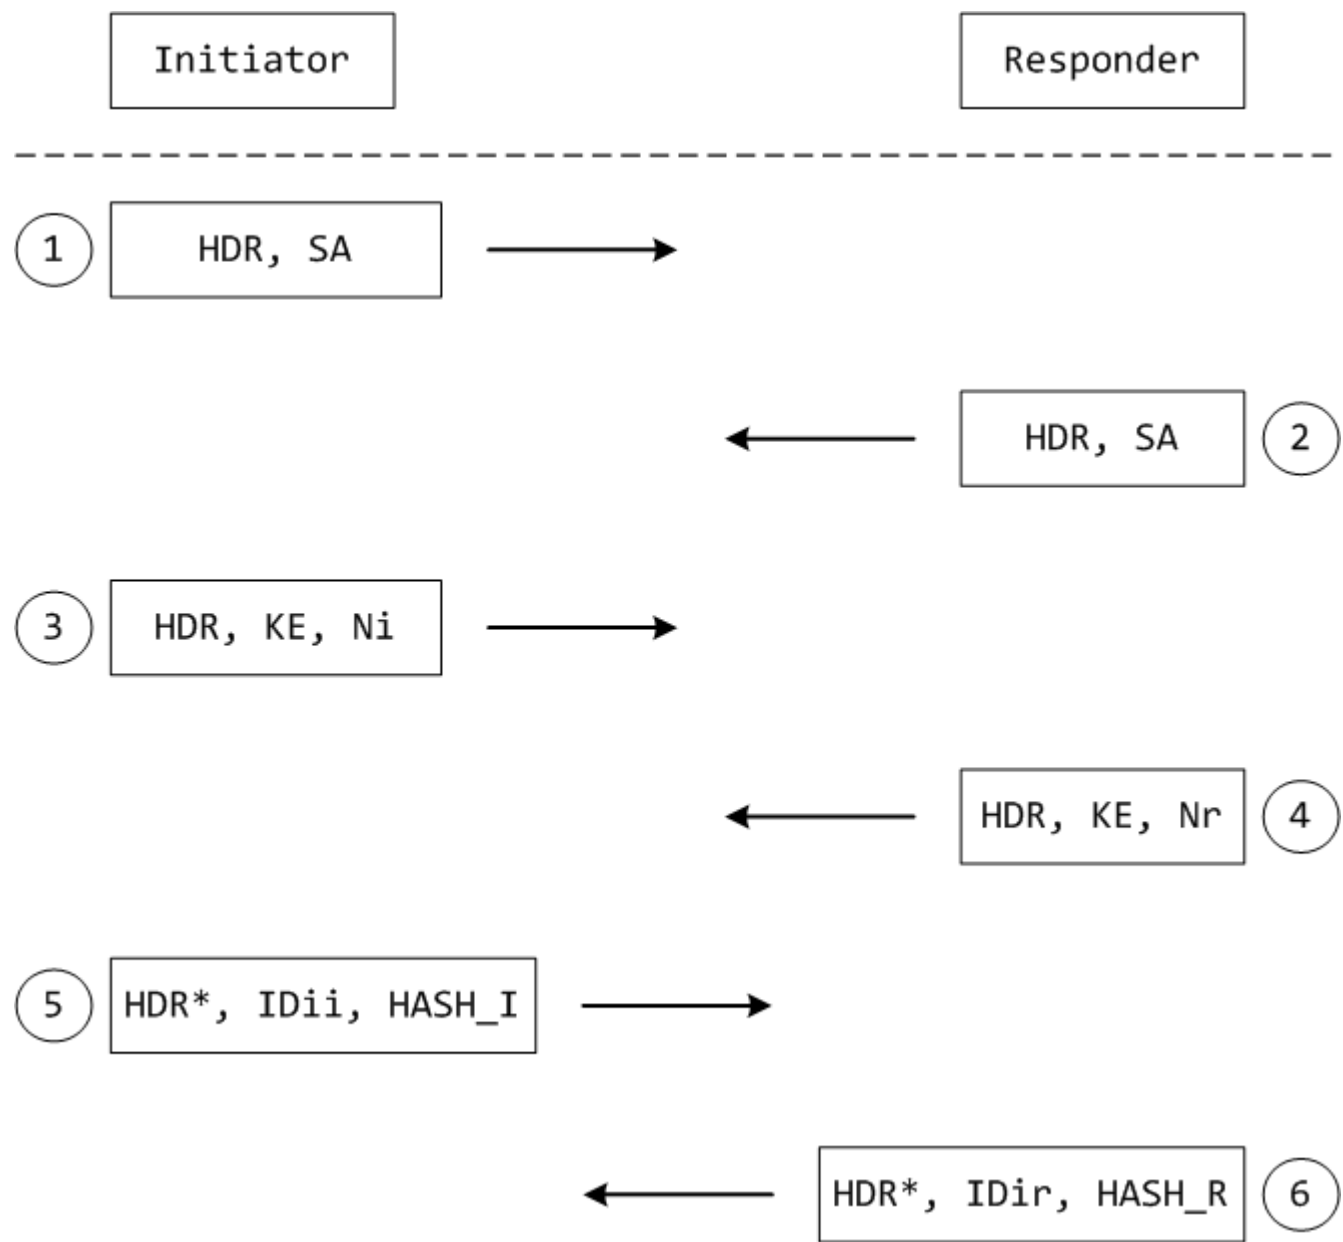 Initiator
Responder
1
HDR, SA
HDR, SA
2
3
HDR, KE, Ni
HDR, KE, Nr
4
5
HDR*, IDii, HASH_I
HDR*, IDir, HASH_R
6